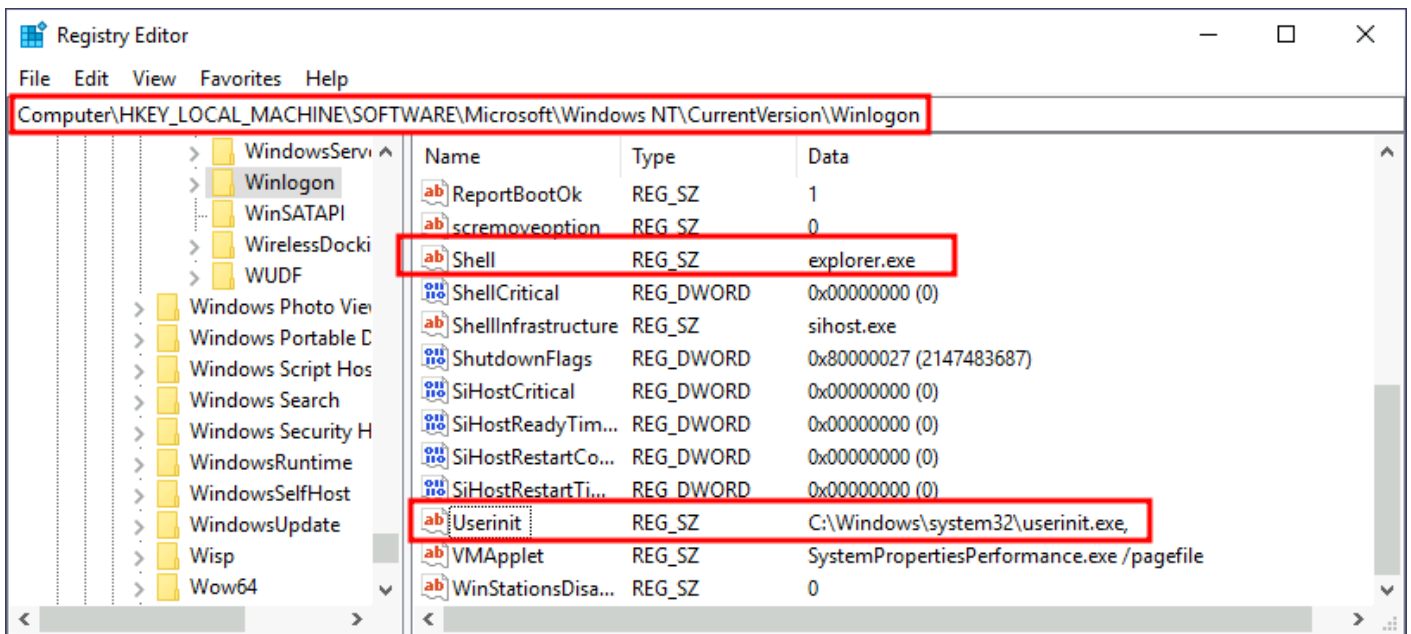 Registry Editor
File Edit View Favorites Help
Computer\HKEY_LOCAL_MACHINE\SOFTWARE\Microsoft\Windows NT\CurrentVersion\Winlogon
WindowsServ
Winlogon
WinSATAPI
WirelessDocki
WUDF
Windows Photo Vie
Windows Portable D
Windows Script Hos
Windows Search
Windows Security H
WindowsRuntime
WindowsSelfHost
WindowsUpdate
Wisp
Wow64
Name Type Data
ReportBootOk REG_SZ 1
scremoveoption REG_SZ 0
Shell REG_SZ explorer.exe
ShellCritical REG_DWORD 0x00000000 (0)
ShellInfrastructure REG_SZ sihost.exe
ShutdownFlags REG_DWORD 0x80000027 (2147483687)
SiHostCritical REG_DWORD 0x00000000 (0)
SiHostReadyTim... REG_DWORD 0x00000000 (0)
SiHostRestartCo... REG_DWORD 0x00000000 (0)
SiHostRestartTi... REG_DWORD 0x00000000 (0)
Userinit REG_SZ C:\Windows\system32\userinit.exe,
VMApplet REG_SZ SystemPropertiesPerformance.exe /pagefile
WinStationsDisa... REG_SZ 0